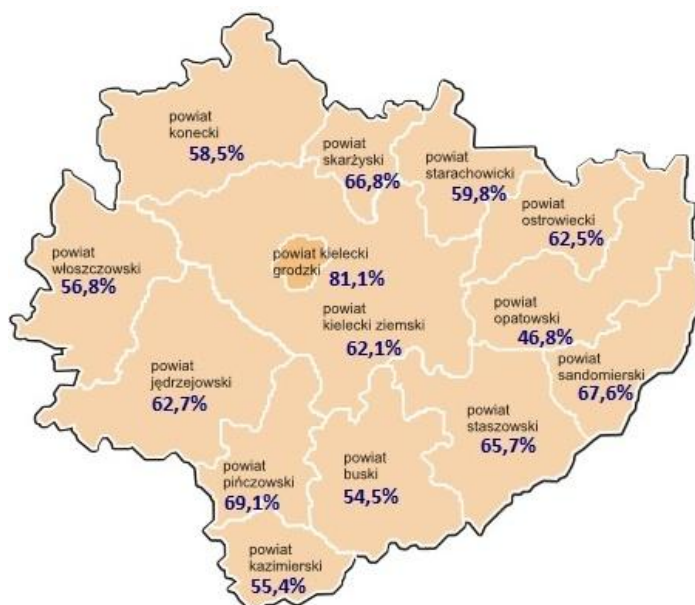 powiat
konecki
58,5%
powiat
skarżyski
66,8%
powiat
starachowicki
59,8%
powiat
ostrowiecki
62,5%
powiat
włoszczowski
56,8%
powiat kielecki
grodzki
81,1%
powiat
kielecki ziemski
62,1%
powiat
opatowski
46,8%
powiat
sandomierski
67,6%
powiat
jędrzejowski
62,7%
powiat
staszowski
65,7%
powiat
pińczowski
69,1%
powiat
buski
54,5%
powiat
kazimierski
55,4%